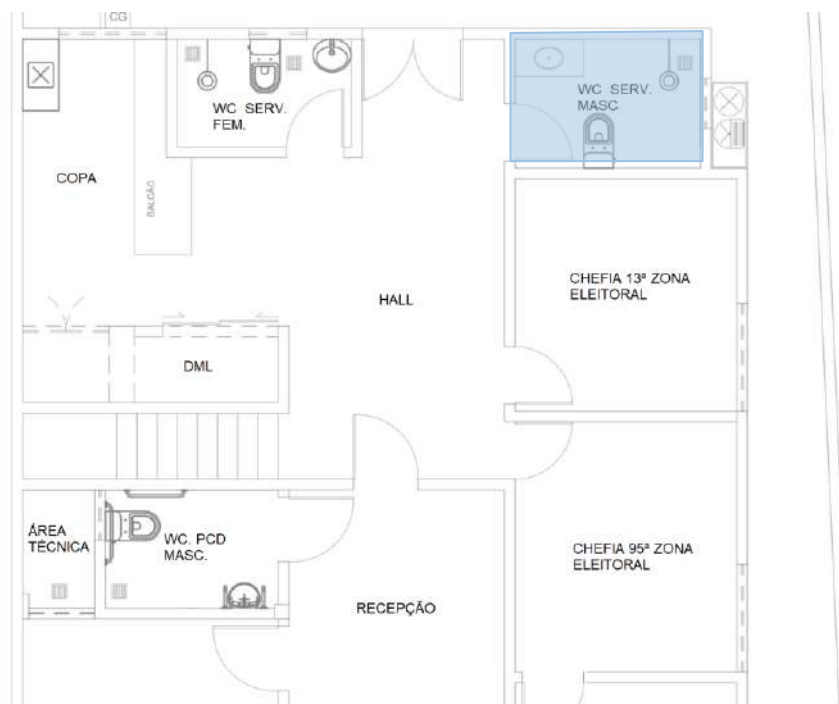 CG
WC SERV.
FEM.
WC SERV.
MASC.
COPA
BALCÃO
CHEFIA 13ª ZONA
ELEITORAL
HALL
DML
ÁREA
TÉCNICA
WC. PCD
MASC.
CHEFIA 95ª ZONA
ELEITORAL
RECEPÇÃO